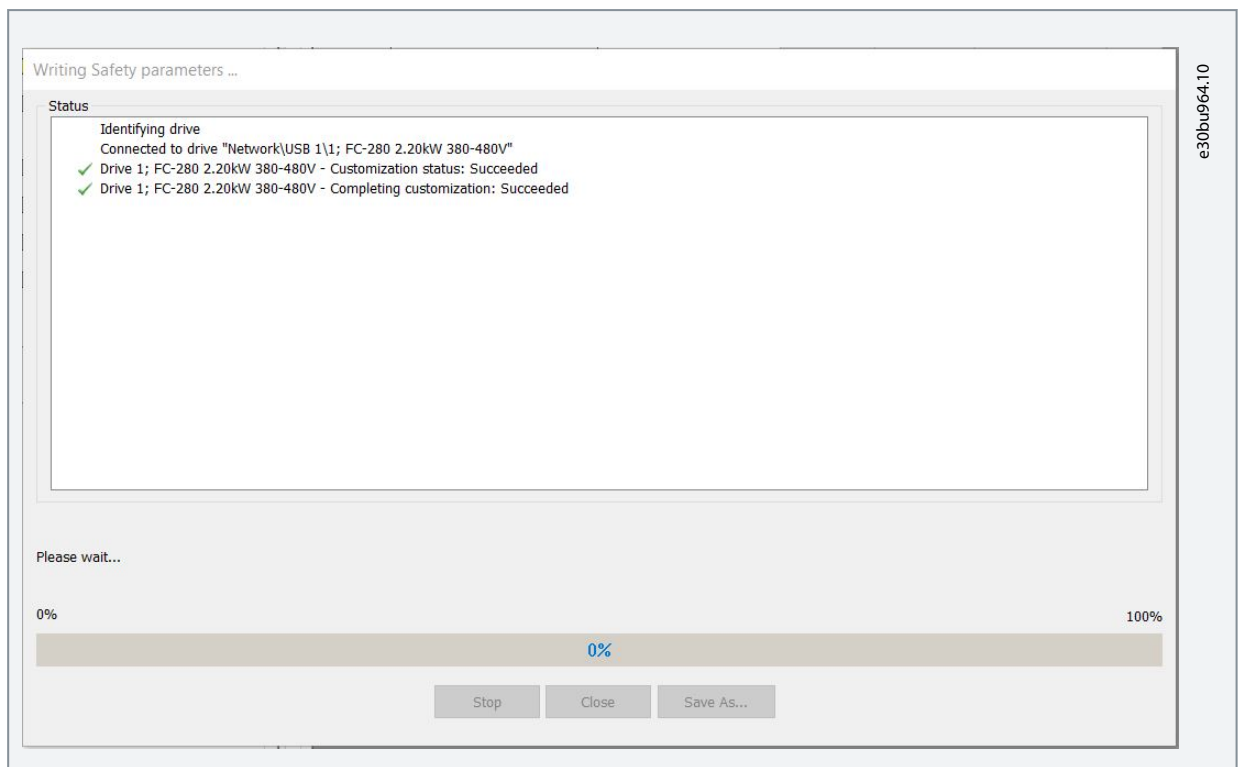 Writing Safety parameters ...
Status
Identifying drive
Connected to drive "Network\USB 1\1; FC-280 2.20kW 380-480V"
Drive 1; FC-280 2.20kW 380-480V - Customization status: Succeeded
Drive 1; FC-280 2.20kW 380-480V - Completing customization: Succeeded
Please wait...
0% 100%
0%
Stop Close Save As...
e30bu964.10